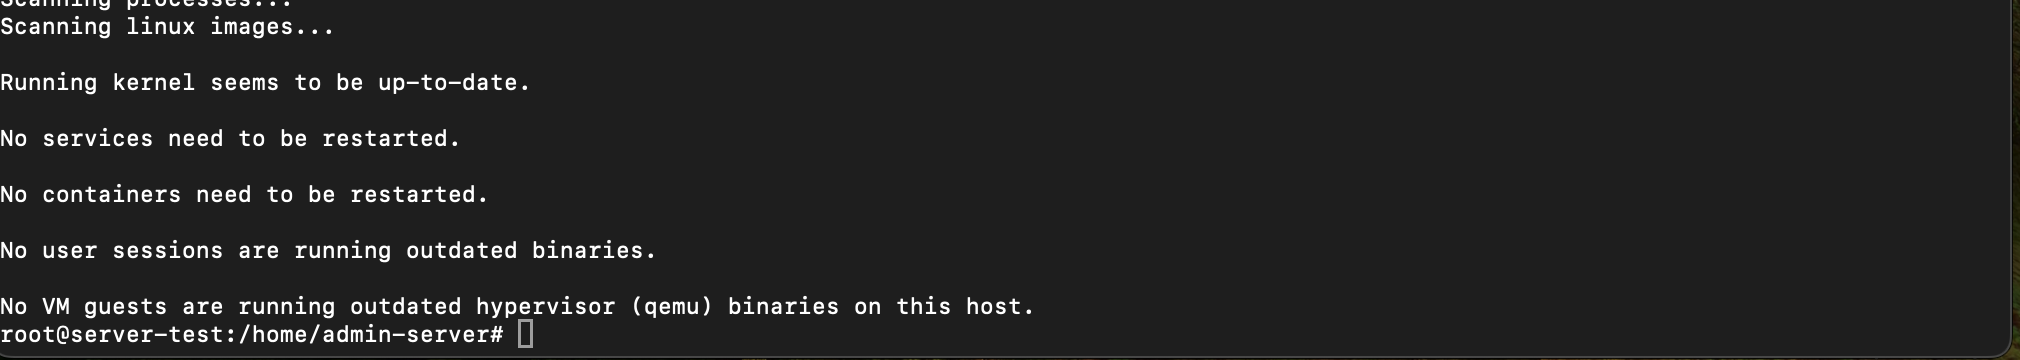 Scanning processes...
Scanning linux images...
Running kernel seems to be up-to-date.
No services need to be restarted.
No containers need to be restarted.
No user sessions are running outdated binaries.
No VM guests are running outdated hypervisor (qemu) binaries on this host.
root@server-test:/home/admin-server#